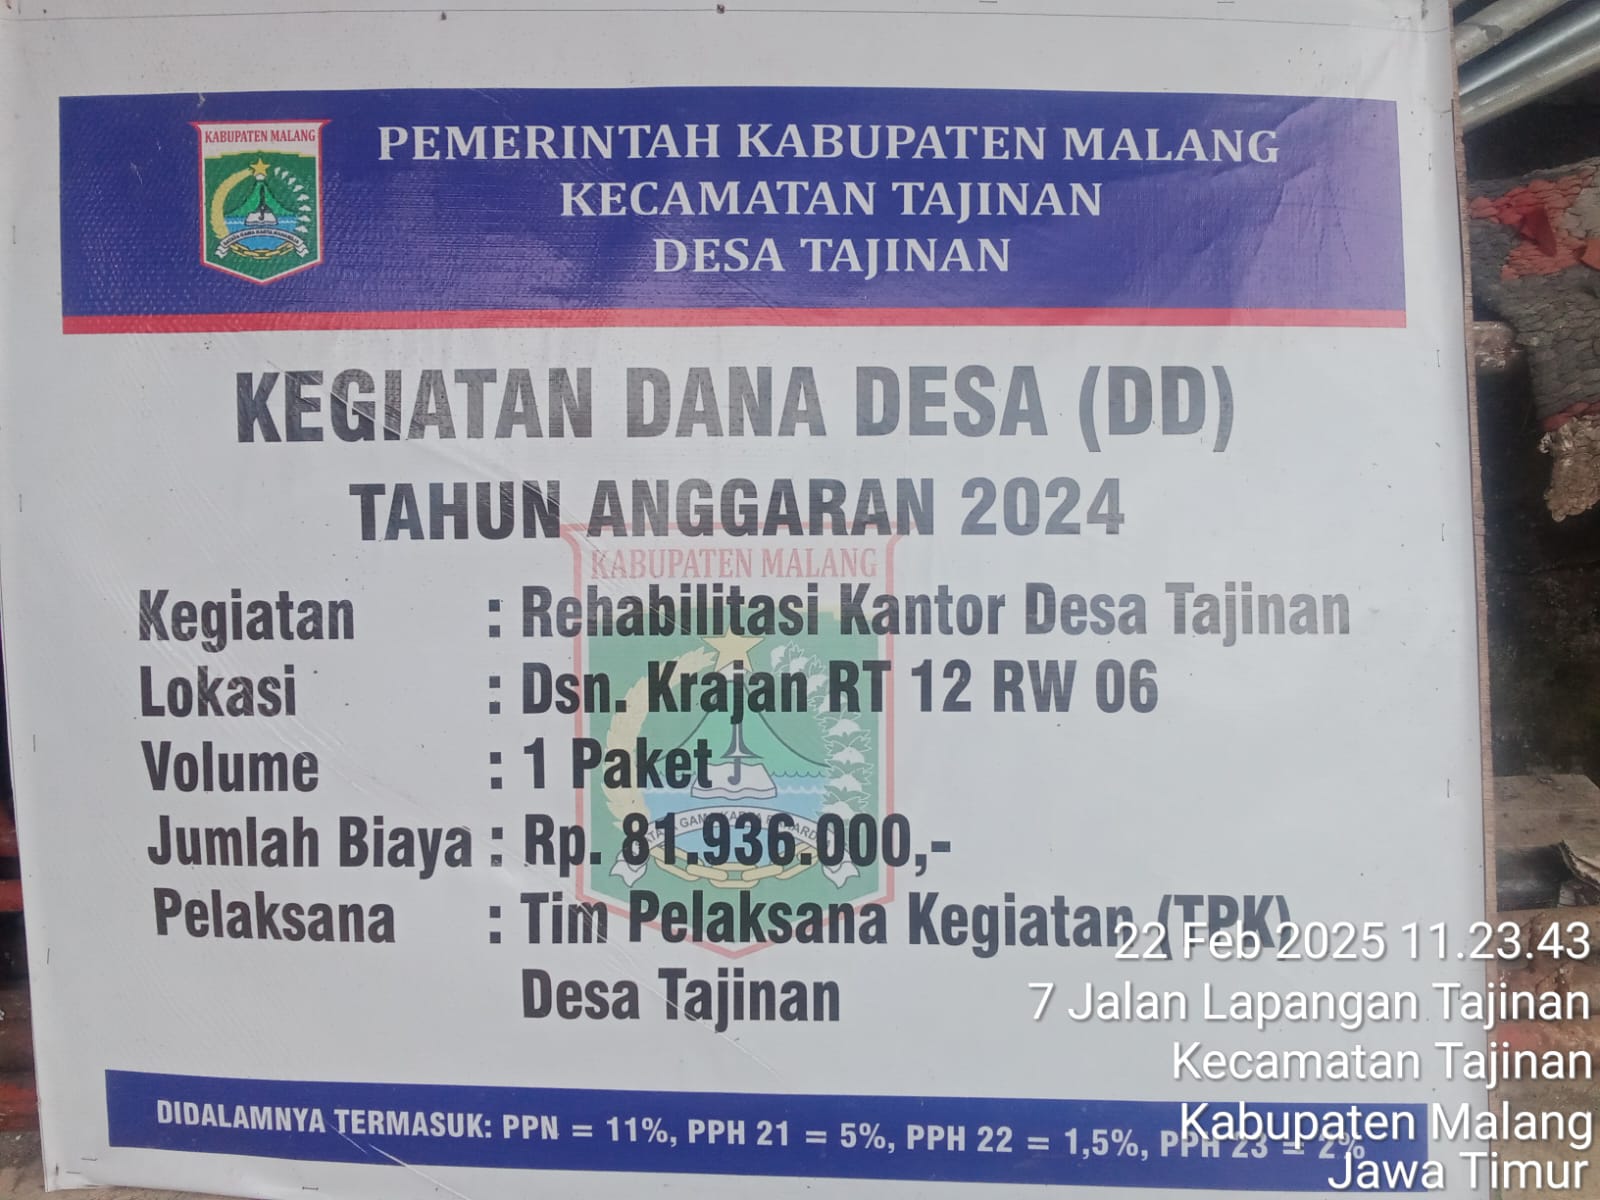 KABUPATEN MALANG
PEMERINTAH KABUPATEN MALANG
KECAMATAN TAJINAN
DESA TAJINAN
KEGIATAN DANA DESA (DD)
TAHUN ANGGARAN 2024
KABUPATEN MALANG
Kegiatan : Rehabilitasi Kantor Desa Tajinan
Lokasi : Dsn. Krajan RT 12 RW 06
Volume : 1 Paket
Jumlah Biaya : Rp. 81.936.000,-
Pelaksana : Tim Pelaksana Kegiatan (TPK)
Desa Tajinan
DIDALAMNYA TERMASUK: PPN = 11%, PPH 21 = 5%, PPH 22 = 1,5%, PPH 23 = 2%
22 Feb 2025 11.23.43
7 Jalan Lapangan Tajinan
Kecamatan Tajinan
Kabupaten Malang
Jawa Timur